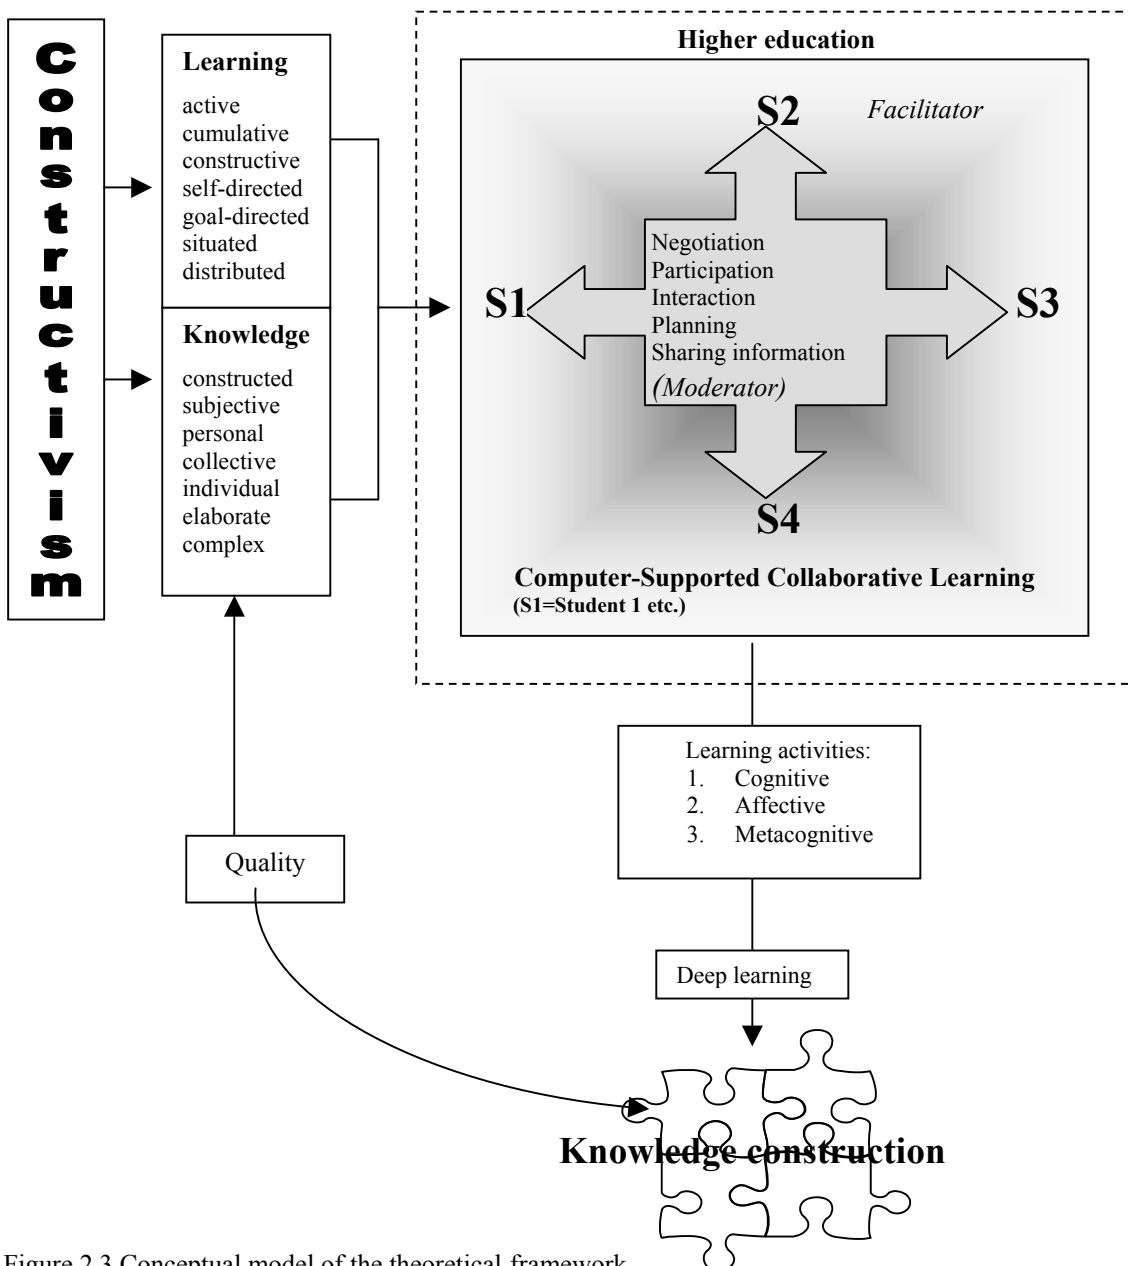 Constructivism
Learning
active
cumulative
constructive
self-directed
goal-directed
situated
distributed
Knowledge
constructed
subjective
personal
collective
individual
elaborate
complex
Higher education
S2
Facilitator
Negotiation
Participation
Interaction
Planning
Sharing information
(Moderator)
S1
S3
S4
Computer-Supported Collaborative Learning
(S1=Student 1 etc.)
Learning activities:
1. Cognitive
2. Affective
3. Metacognitive
Quality
Deep learning
Knowledge construction
Figure 2.3 Conceptual model of the theoretical framework